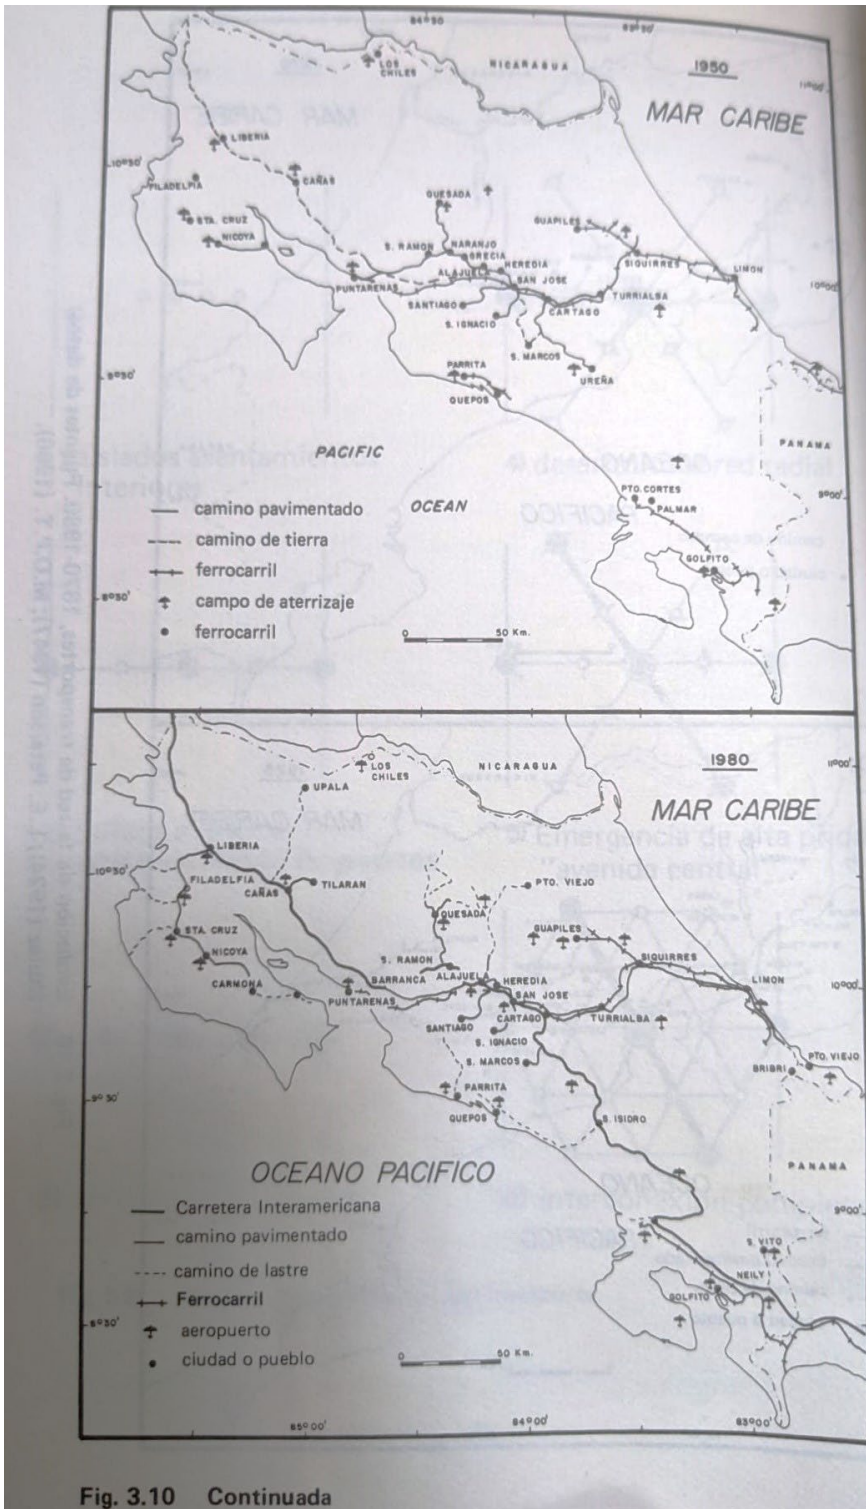 84°30'
83°30'
1950
NICARAGUA
LOS
CHILES
11°00'
MAR CARIBE
10°30'
LIBERIA
FILADELFIA
CAÑAS
STA. CRUZ
NICOYA
QUESADA
GUAPILES
S. RAMON
NARANJO
GRECIA
ALAJUELA
HEREDIA
SAN JOSE
SIQUIRRES
LIMON
10°00'
PUNTARENAS
SANTIAGO
S. IGNACIO
CARTAGO
TURRIALBA
S. MARCOS
UREÑA
PARRITA
QUEPOS
PANAMA
PACIFIC
OCEAN
9°00'
PTO. CORTES
PALMAR
GOLFITO
8°30'
camino pavimentado
camino de tierra
ferrocarril
campo de aterrizaje
ferrocarril
0 50 Km.
1980
NICARAGUA
LOS
CHILES
UPALA
11°00'
MAR CARIBE
LIBERIA
10°30'
FILADELFIA
CAÑAS
TILARAN
PTO. VIEJO
QUESADA
GUAPILES
STA. CRUZ
NICOYA
CARMONA
S. RAMON
BARRANCA
ALAJUELA
HEREDIA
SAN JOSE
SIQUIRRES
LIMON
10°00'
PUNTARENAS
SANTIAGO
CARTAGO
TURRIALBA
S. IGNACIO
S. MARCOS
PTO. VIEJO
BRIBRI
9°30'
PARRITA
QUEPOS
S. ISIDRO
PANAMA
OCEANO PACIFICO
9°00'
S. VITO
NEILY
GOLFITO
8°30'
Carretera Interamericana
camino pavimentado
camino de lastre
Ferrocarril
aeropuerto
ciudad o pueblo
0 50 Km.
85°00'
84°00'
83°00'
Fig. 3.10 Continuada